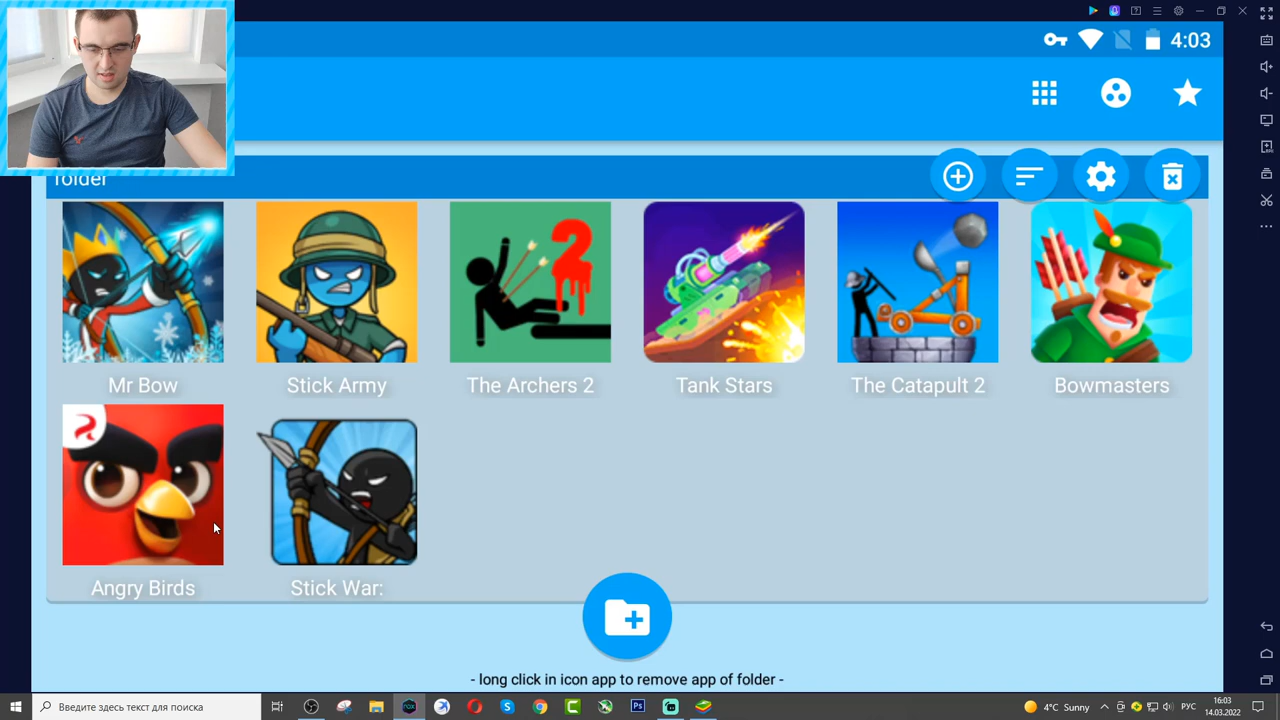 4:03
folder
2
Mr Bow
Stick Army
The Archers 2
Tank Stars
The Catapult 2
Bowmasters
Angry Birds
Stick War:
- long click in icon app to remove app of folder -
Введите здесь текст для поиска
4°C Sunny
РУС
16:03
14.03.2022